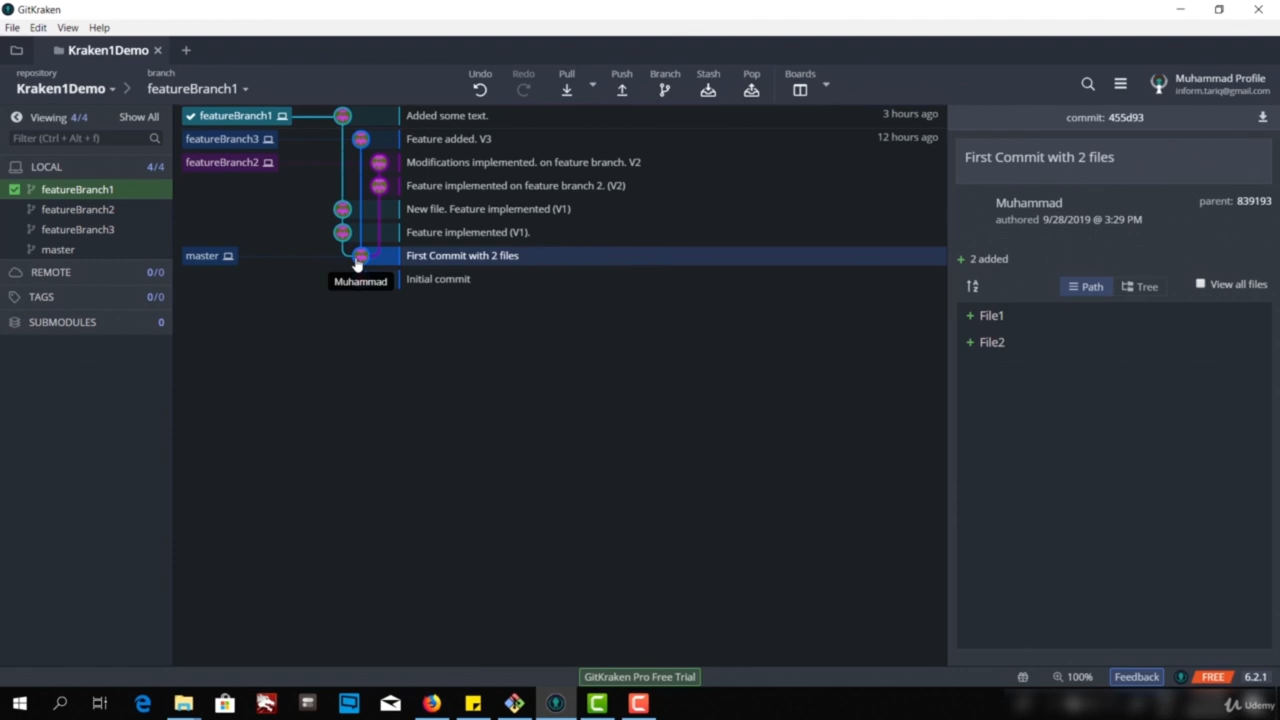 GitKraken
File Edit View Help
Kraken1Demo
repository
Kraken1Demo
branch
featureBranch1
Undo
Redo
Pull
Push
Branch
Stash
Pop
Boards
Muhammad Profile
inform.tariq@gmail.com
Viewing 4/4 Show All
Filter (Ctrl + Alt + f)
LOCAL 4/4
featureBranch1
featureBranch2
featureBranch3
master
REMOTE 0/0
TAGS 0/0
SUBMODULES 0
featureBranch1 Added some text. 3 hours ago
featureBranch3 Feature added. V3 12 hours ago
featureBranch2 Modifications implemented. on feature branch. V2
Feature implemented on feature branch 2. (V2)
New file. Feature implemented (V1)
Feature implemented (V1).
master First Commit with 2 files
Muhammad
Initial commit
commit: 455d93
First Commit with 2 files
Muhammad
authored 9/28/2019 @ 3:29 PM
parent: 839193
2 added
Path
Tree
View all files
File1
File2
GitKraken Pro Free Trial
100%
Feedback
FREE
6.2.1
Udemy